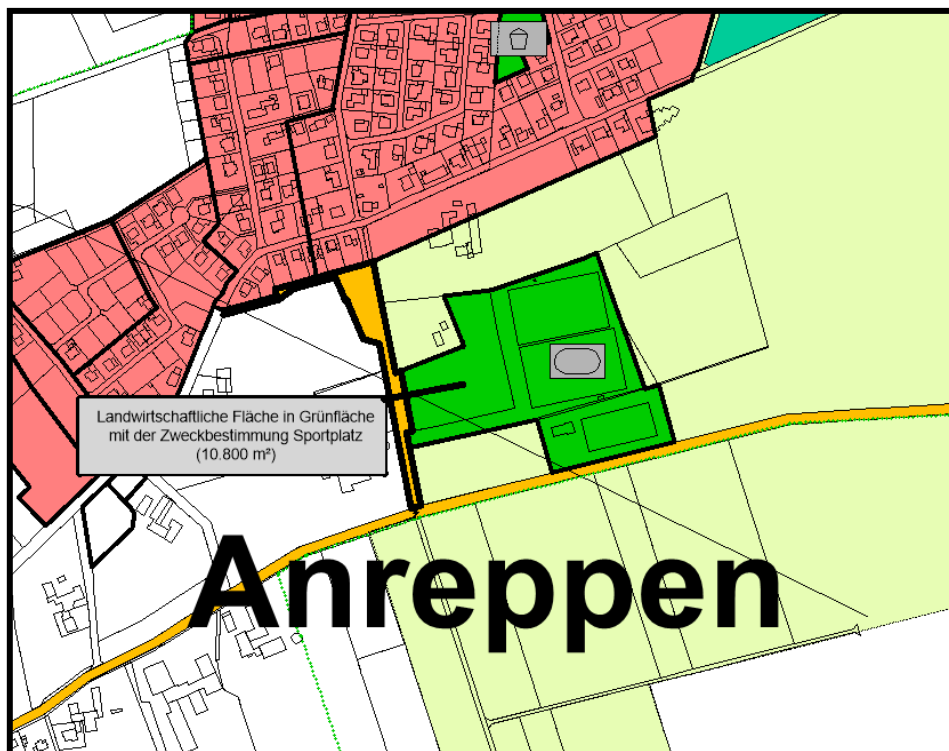 Landwirtschaftliche Fläche in Grünfläche
mit der Zweckbestimmung Sportplatz
(10.800 m²)
Anreppen